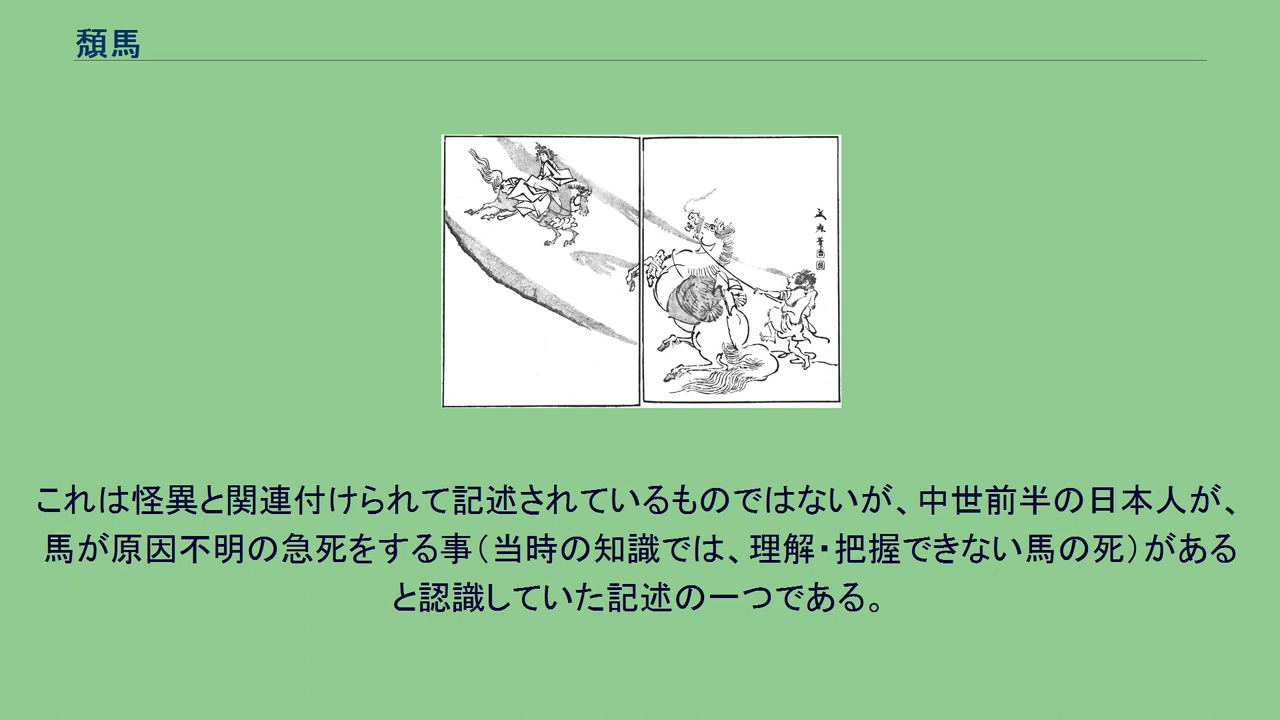 頽馬
これは怪異と関連付けられて記述されているものではないが、中世前半の日本人が、
馬が原因不明の急死をする事（当時の知識では、理解・把握できない馬の死）がある
と認識していた記述の一つである。